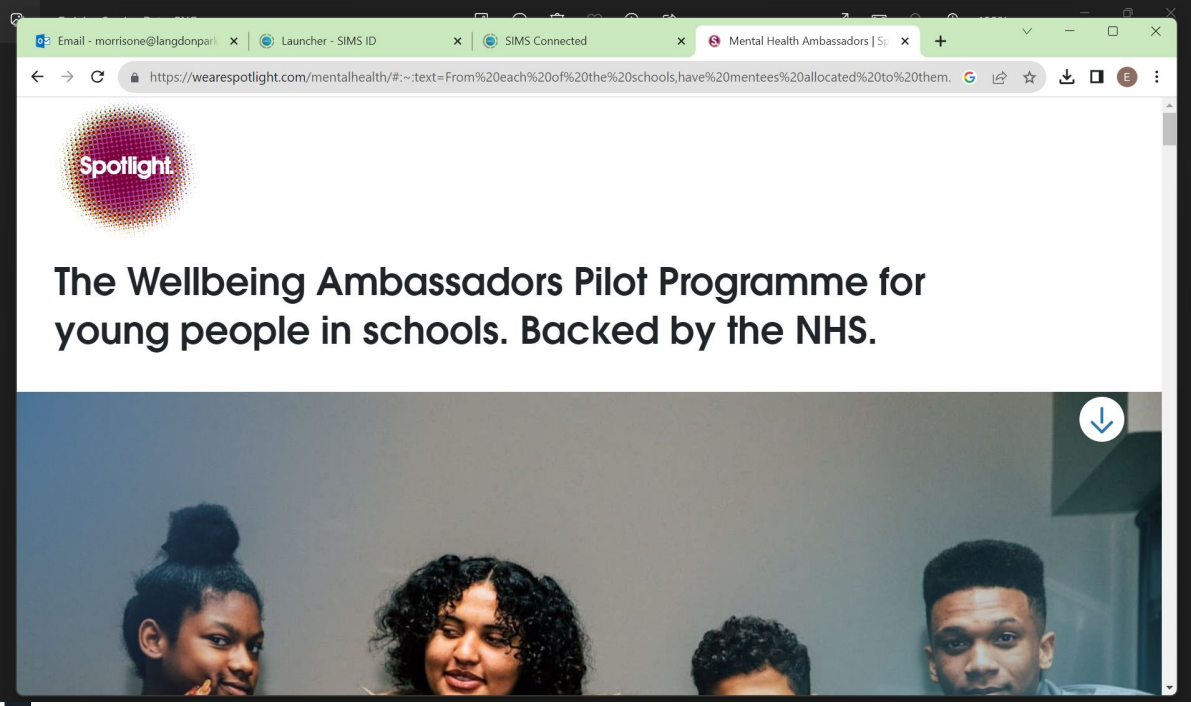 Email - morrisone@langdonpark
Launcher - SIMS ID
SIMS Connected
Mental Health Ambassadors | Sp
https://wearespotlight.com/mentalhealth/#:~:text=From%20each%20of%20the%20schools,have%20mentees%20allocated%20to%20them.
G
E
Spotlight.
The Wellbeing Ambassadors Pilot Programme for
young people in schools. Backed by the NHS.